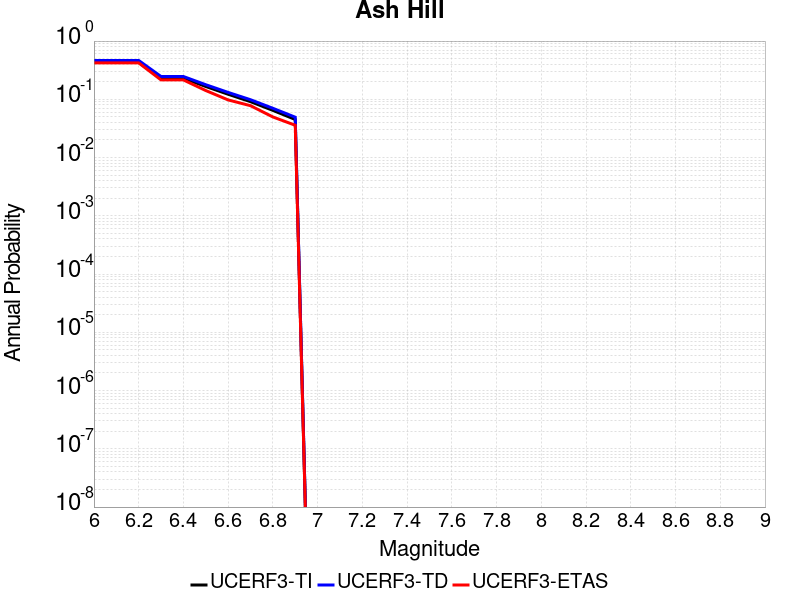 Ash Hill
Annual Probability
10^0
10^-1
10^-2
10^-3
10^-4
10^-5
10^-6
10^-7
10^-8
6 6.2 6.4 6.6 6.8 7 7.2 7.4 7.6 7.8 8 8.2 8.4 8.6 8.8 9
Magnitude
UCERF3-TI UCERF3-TD UCERF3-ETAS